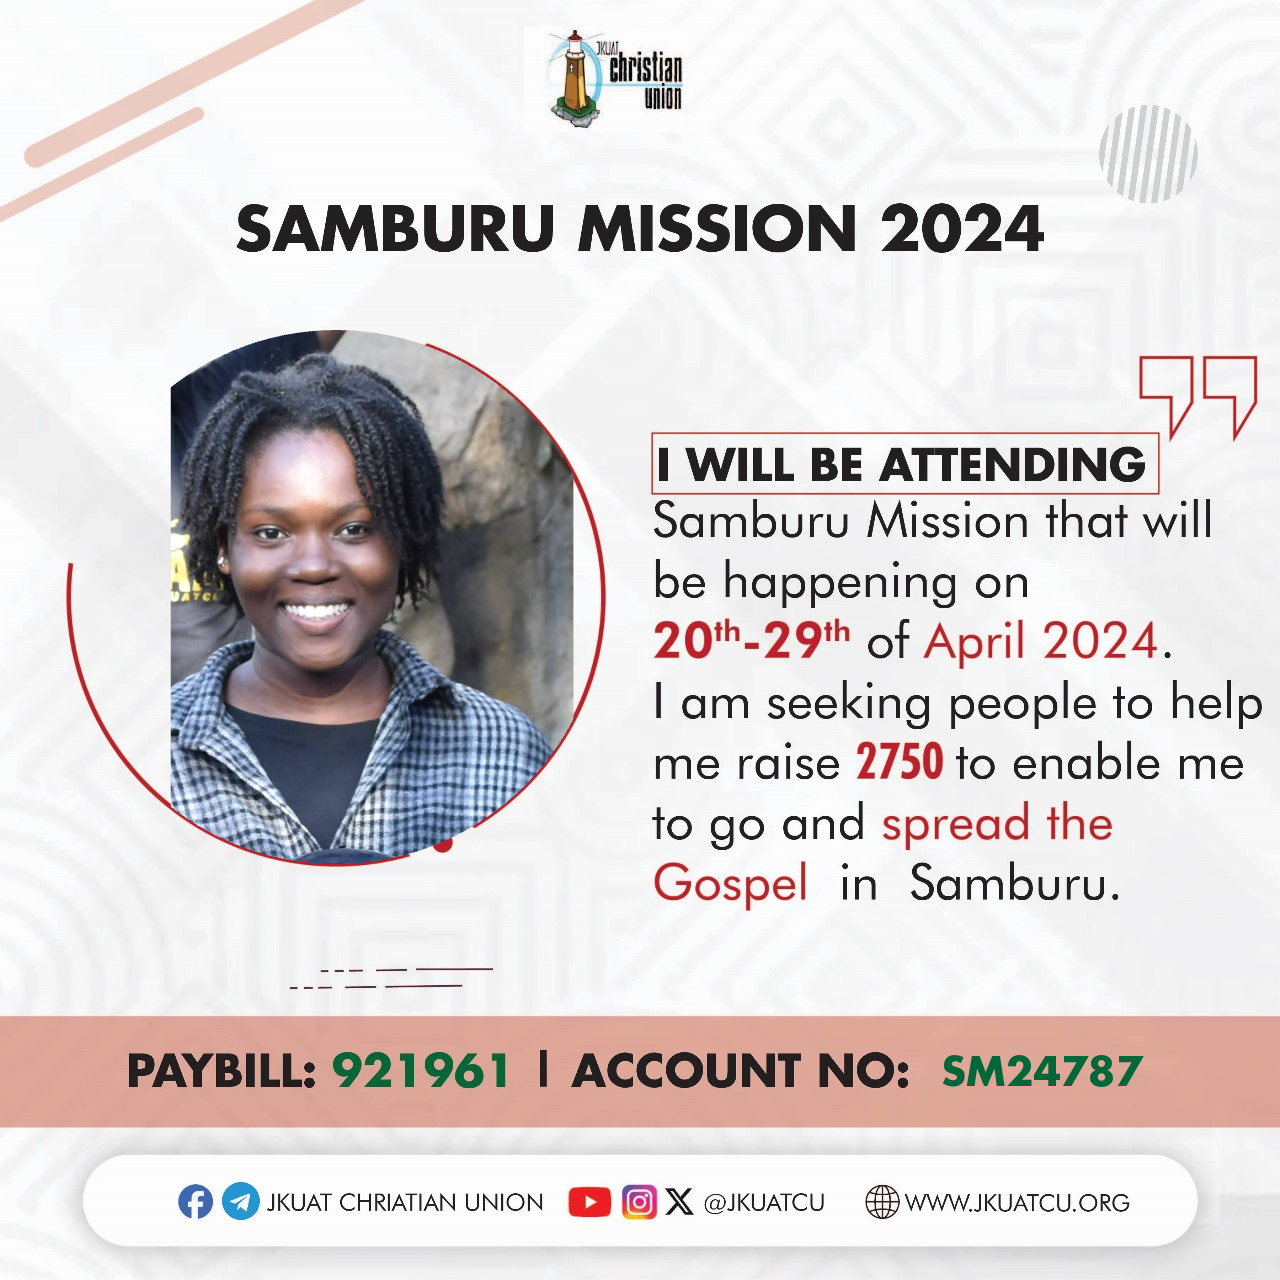 JKUAT
christian
union
SAMBURU MISSION 2024
I WILL BE ATTENDING
Samburu Mission that will
be happening on
20th-29th of April 2024.
I am seeking people to help
me raise 2750 to enable me
to go and spread the
Gospel in Samburu.
PAYBILL: 921961 | ACCOUNT NO: SM24787
JKUAT CHRIATIAN UNION @JKUATCU WWW.JKUATCU.ORG